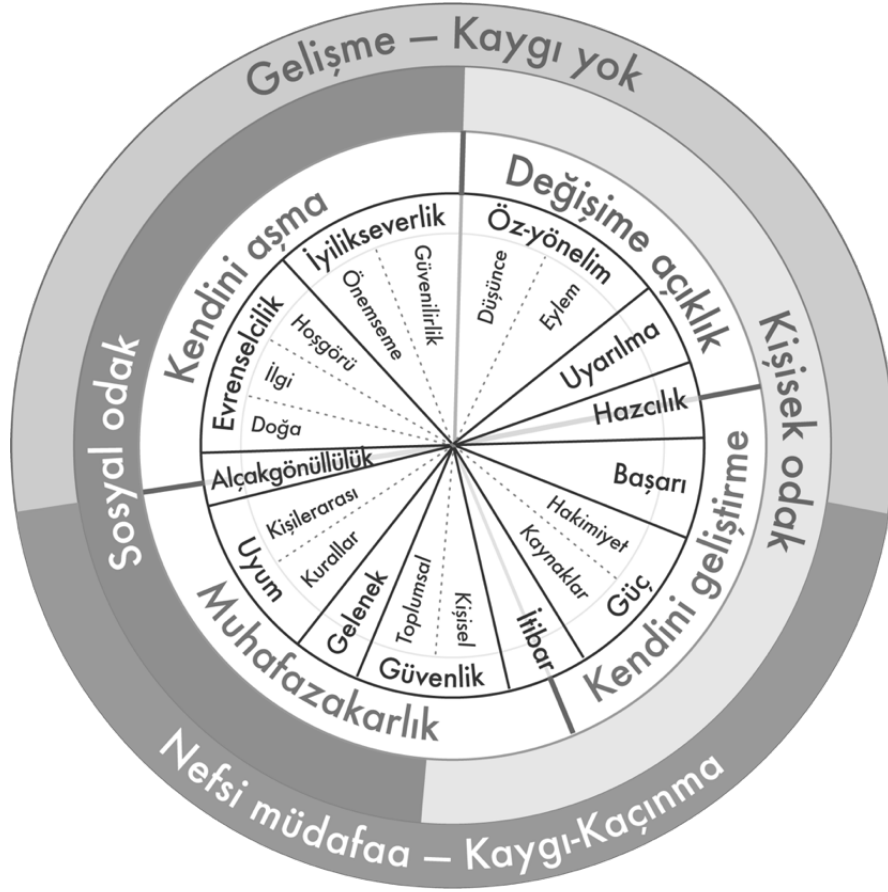 Gelişme – Kaygı yok
Kişisek odak
Nefsi müdafaa – Kaygı-Kaçınma
Sosyal odak
Kendini aşma
Değişime açıklık
Kendini geliştirme
Muhafazakarlık
İyilikseverlik
Önemseme
Güvenilirlik
Öz-yönelim
Düşünce
Eylem
Uyarılma
Hazcılık
Başarı
Güç
Hakimiyet
Kaynaklar
İtibar
Güvenlik
Kişisel
Toplumsal
Gelenek
Uyum
Kurallar
Kişilerarası
Alçakgönüllülük
Evrenselcilik
Doğa
İlgi
Hoşgörü